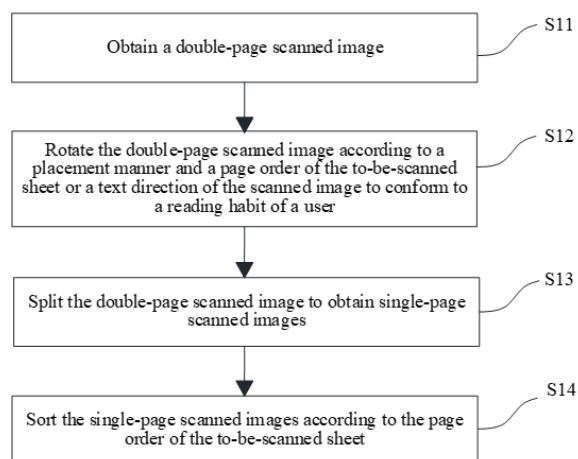 Obtain a double-page scanned image
S11
Rotate the double-page scanned image according to a
placement manner and a page order of the to-be-scanned
sheet or a text direction of the scanned image to conform to
a reading habit of a user
S12
Split the double-page scanned image to obtain single-page
scanned images
S13
Sort the single-page scanned images according to the page
order of the to-be-scanned sheet
S14